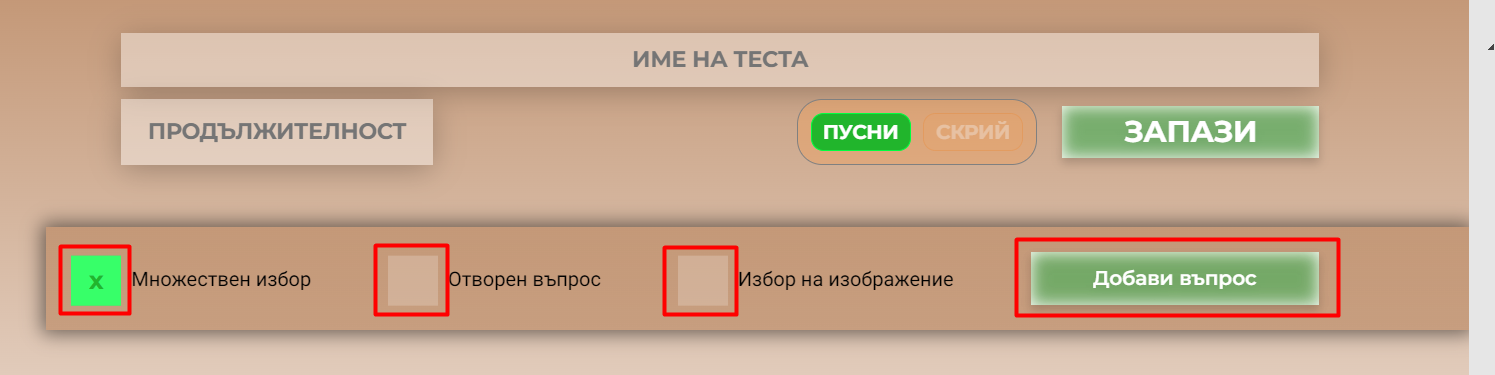 ИМЕ НА ТЕСТА
ПРОДЪЛЖИТЕЛНОСТ
ПУСНИ СКРИЙ
ЗАПАЗИ
x Множествен избор
Отворен въпрос
Избор на изображение
Добави въпрос